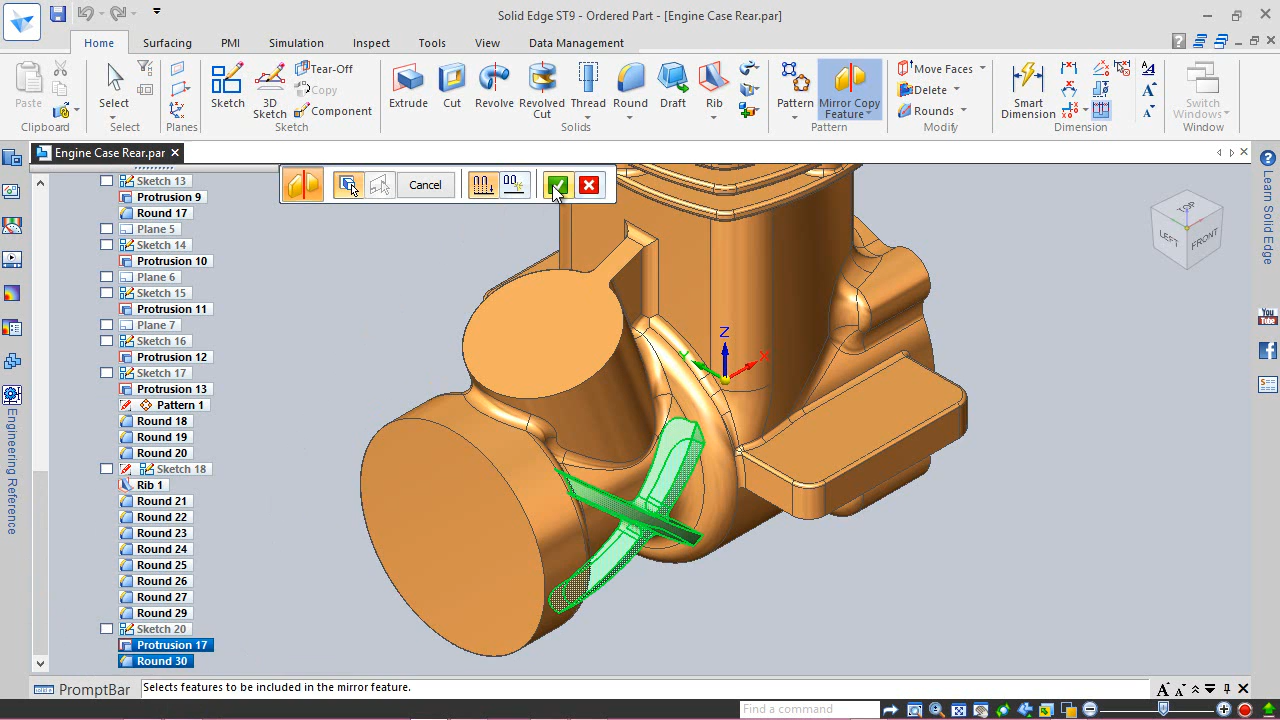 Solid Edge ST9 - Ordered Part - [Engine Case Rear.par]
Home Surfacing PMI Simulation Inspect Tools View Data Management
Paste
Clipboard
Select
Select
Planes
Sketch
3D Sketch
Tear-Off
Copy
Component
Sketch
Extrude
Cut
Revolve
Revolved Cut
Thread
Round
Draft
Rib
Solids
Pattern
Mirror Copy Feature
Pattern
Move Faces
Delete
Rounds
Modify
Smart Dimension
Dimension
Switch Windows
Window
Engine Case Rear.par
Cancel
Sketch 13
Protrusion 9
Round 17
Plane 5
Sketch 14
Protrusion 10
Plane 6
Sketch 15
Protrusion 11
Plane 7
Sketch 16
Protrusion 12
Sketch 17
Protrusion 13
Pattern 1
Round 18
Round 19
Round 20
Sketch 18
Rib 1
Round 21
Round 22
Round 23
Round 24
Round 25
Round 26
Round 27
Round 29
Sketch 20
Protrusion 17
Round 30
Engineering Reference
TOP
LEFT
FRONT
Z
X
Y
Learn Solid Edge
You
Tube
PromptBar
Selects features to be included in the mirror feature.
Find a command